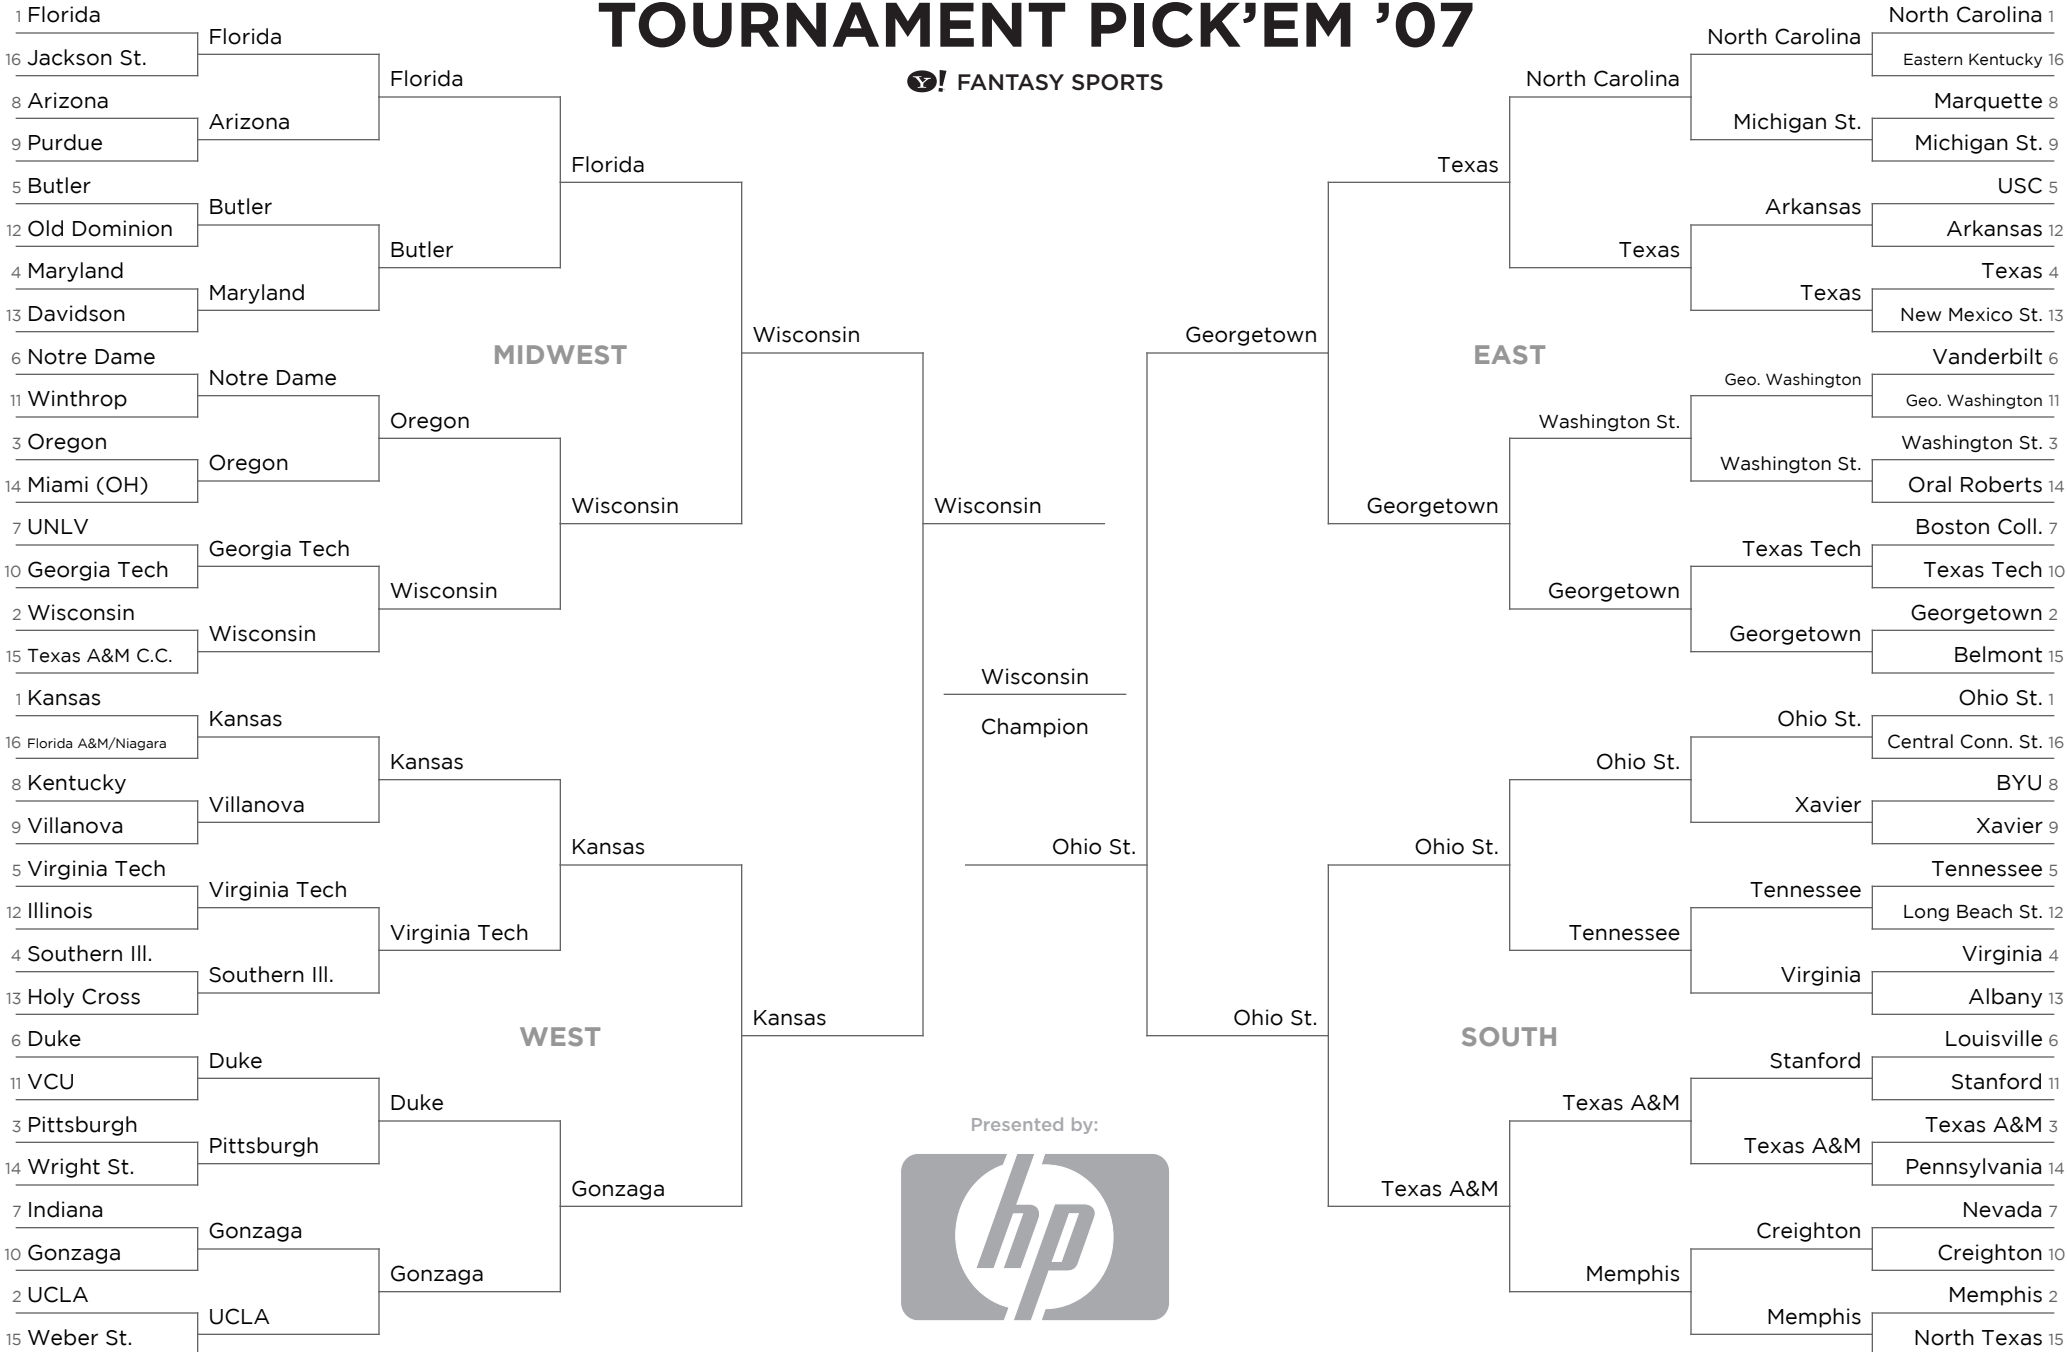 TOURNAMENT PICK'EM '07
Y! FANTASY SPORTS
1 Florida
16 Jackson St.
8 Arizona
9 Purdue
5 Butler
12 Old Dominion
4 Maryland
13 Davidson
6 Notre Dame
11 Winthrop
3 Oregon
14 Miami (OH)
7 UNLV
10 Georgia Tech
2 Wisconsin
15 Texas A&M C.C.
1 Kansas
16 Florida A&M/Niagara
8 Kentucky
9 Villanova
5 Virginia Tech
12 Illinois
4 Southern Ill.
13 Holy Cross
6 Duke
11 VCU
3 Pittsburgh
14 Wright St.
7 Indiana
10 Gonzaga
2 UCLA
15 Weber St.
Florida
Arizona
Butler
Maryland
Notre Dame
Oregon
Georgia Tech
Wisconsin
Kansas
Villanova
Virginia Tech
Southern Ill.
Duke
Pittsburgh
Gonzaga
UCLA
Florida
Butler
Oregon
Wisconsin
Kansas
Virginia Tech
Duke
Gonzaga
MIDWEST
WEST
Florida
Wisconsin
Kansas
Gonzaga
Wisconsin
Kansas
Wisconsin
Wisconsin
Champion
Ohio St.
Presented by:
hp
Georgetown
Ohio St.
Texas
Georgetown
Ohio St.
Texas A&M
EAST
SOUTH
North Carolina
Texas
Washington St.
Georgetown
Ohio St.
Tennessee
Texas A&M
Memphis
North Carolina
Michigan St.
Arkansas
Texas
Geo. Washington
Washington St.
Texas Tech
Georgetown
Ohio St.
Xavier
Tennessee
Virginia
Stanford
Texas A&M
Creighton
Memphis
North Carolina 1
Eastern Kentucky 16
Marquette 8
Michigan St. 9
USC 5
Arkansas 12
Texas 4
New Mexico St. 13
Vanderbilt 6
Geo. Washington 11
Washington St. 3
Oral Roberts 14
Boston Coll. 7
Texas Tech 10
Georgetown 2
Belmont 15
Ohio St. 1
Central Conn. St. 16
BYU 8
Xavier 9
Tennessee 5
Long Beach St. 12
Virginia 4
Albany 13
Louisville 6
Stanford 11
Texas A&M 3
Pennsylvania 14
Nevada 7
Creighton 10
Memphis 2
North Texas 15